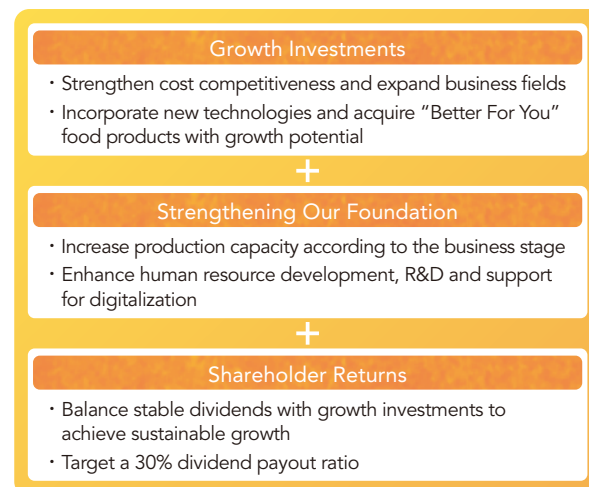 Growth Investments
・Strengthen cost competitiveness and expand business fields
・Incorporate new technologies and acquire “Better For You”
food products with growth potential
+
Strengthening Our Foundation
・Increase production capacity according to the business stage
・Enhance human resource development, R&D and support
for digitalization
+
Shareholder Returns
・Balance stable dividends with growth investments to
achieve sustainable growth
・Target a 30% dividend payout ratio